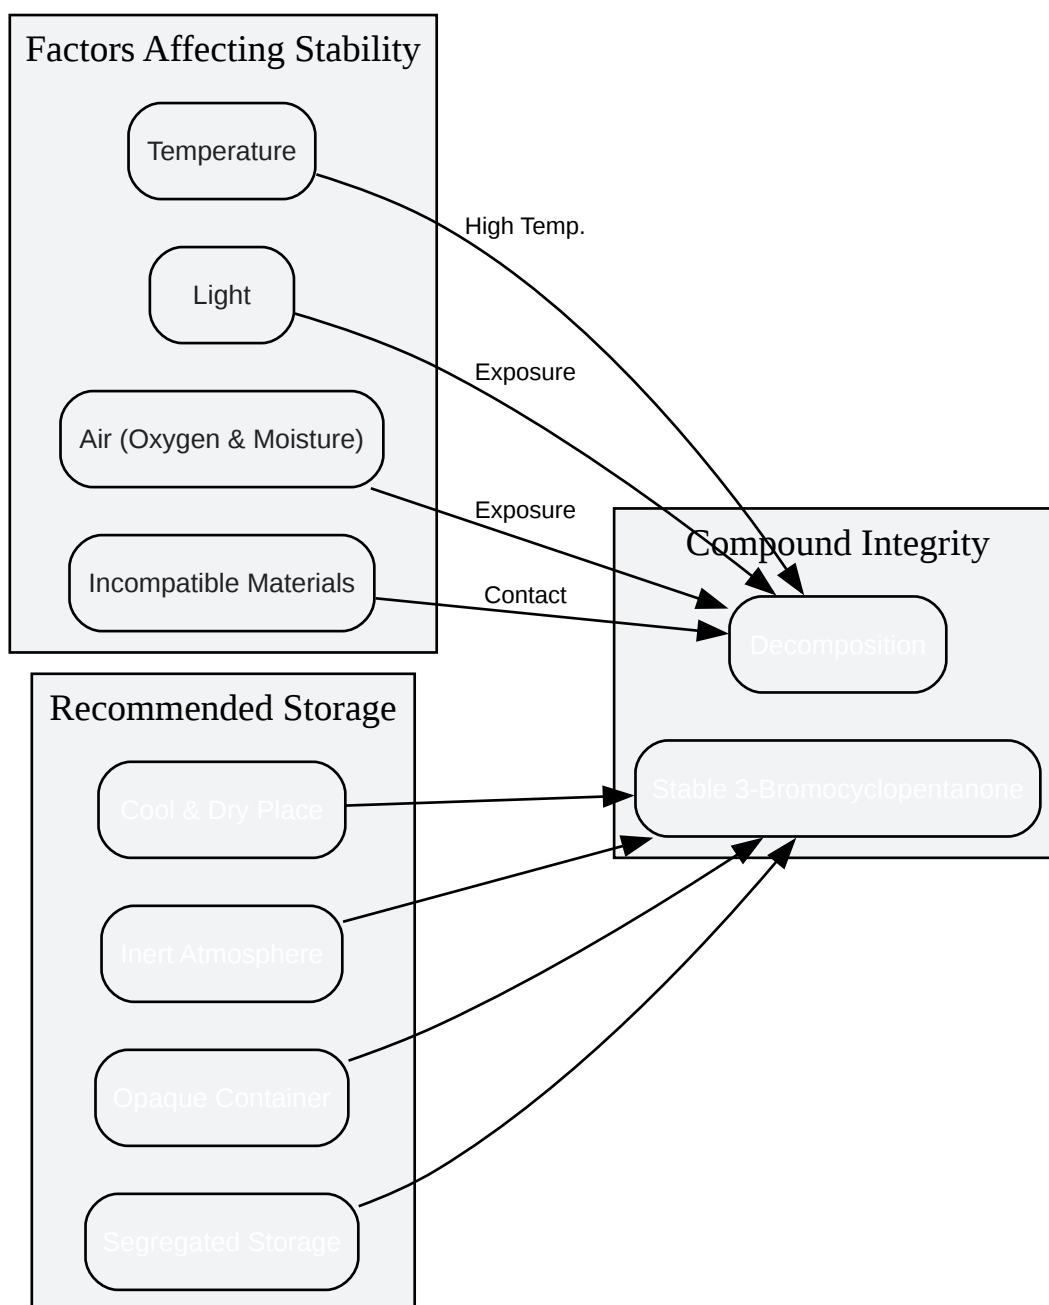 Factors Affecting Stability
Temperature
High Temp.
Light
Exposure
Air (Oxygen & Moisture)
Exposure
Incompatible Materials
Contact
Compound Integrity
Decomposition
Stable 3-Bromocyclopentanone
Recommended Storage
Cool & Dry Place
Inert Atmosphere
Opaque Container
Segregated Storage